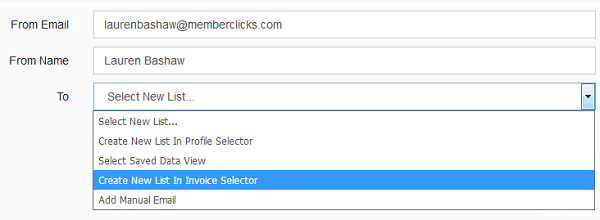 From Email laurenbashaw@memberclicks.com
From Name Lauren Bashaw
To Select New List...
Select New List...
Create New List In Profile Selector
Select Saved Data View
Create New List In Invoice Selector
Add Manual Email